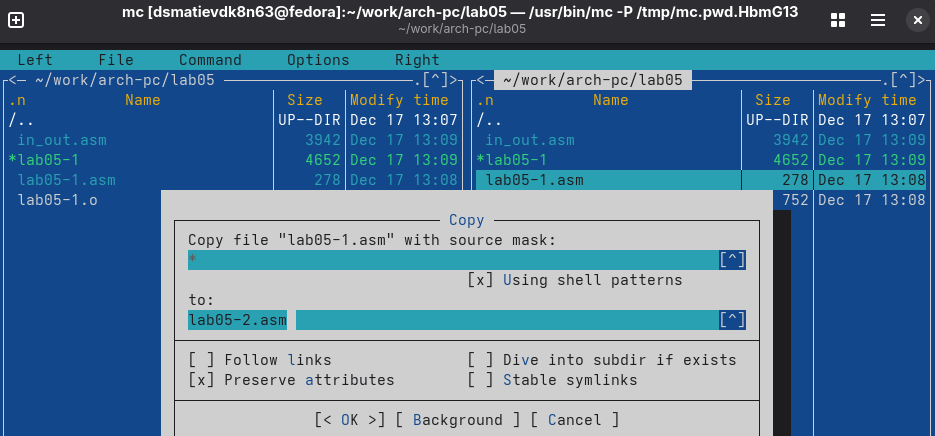 mc [dsmatievdk8n63@fedora]:~/work/arch-pc/lab05 — /usr/bin/mc -P /tmp/mc.pwd.HbmG13
~/work/arch-pc/lab05
Left File Command Options Right
<— ~/work/arch-pc/lab05 .[^]> <— ~/work/arch-pc/lab05 .[^]>
.n Name Size Modify time .n Name Size Modify time
/.. UP--DIR Dec 17 13:07 /.. UP--DIR Dec 17 13:07
in_out.asm 3942 Dec 17 13:09 in_out.asm 3942 Dec 17 13:09
*lab05-1 4652 Dec 17 13:09 *lab05-1 4652 Dec 17 13:09
lab05-1.asm 278 Dec 17 13:08 lab05-1.asm 278 Dec 17 13:08
lab05-1.o 752 Dec 17 13:08
Copy
Copy file "lab05-1.asm" with source mask:
* [^]
[x] Using shell patterns
to:
lab05-2.asm [^]
[ ] Follow links [ ] Dive into subdir if exists
[x] Preserve attributes [ ] Stable symlinks
[< OK >] [ Background ] [ Cancel ]